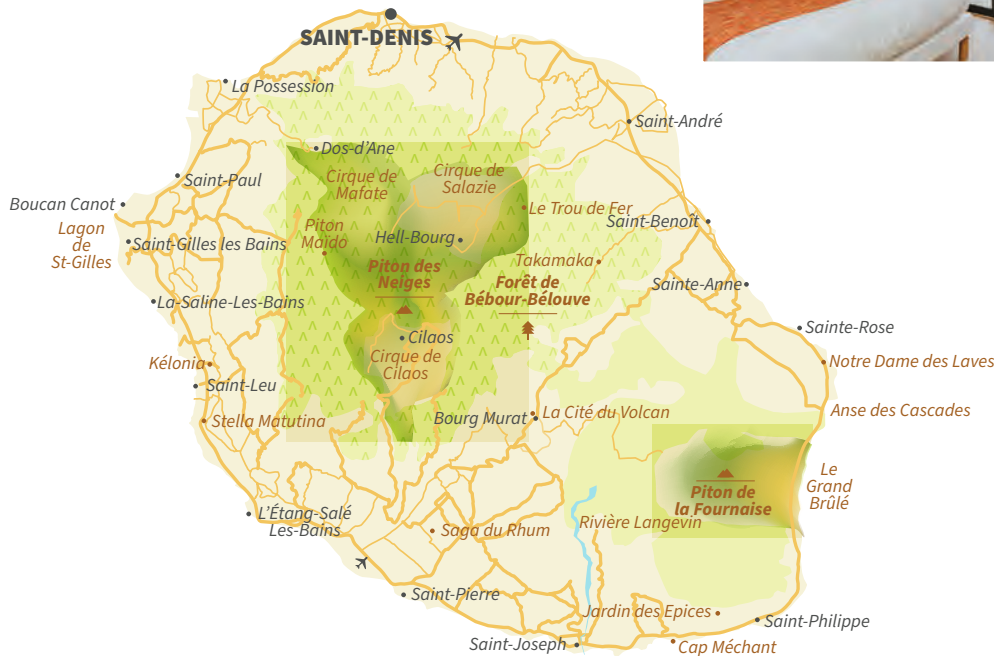 SAINT-DENIS
La Possession
Saint-André
Dos-d'Ane
Cirque de
Mafate
Cirque de
Salazie
Saint-Paul
Boucan Canot
Lagon
de
St-Gilles
Saint-Gilles les Bains
Piton
Maïdo
Hell-Bourg
Le Trou de Fer
Saint-Benoît
Takamaka
Piton des
Neiges
Forêt de
Bébour-Bélouve
Sainte-Anne
La-Saline-Les-Bains
Cilaos
Cirque de
Cilaos
Sainte-Rose
Kélonia
Notre Dame des Laves
Saint-Leu
Stella Matutina
Bourg Murat
La Cité du Volcan
Anse des Cascades
Le
Grand
Brûlé
Piton de
la Fournaise
L'Étang-Salé
Les-Bains
Saga du Rhum
Rivière Langevin
Saint-Pierre
Jardin des Epices
Saint-Philippe
Saint-Joseph
Cap Méchant